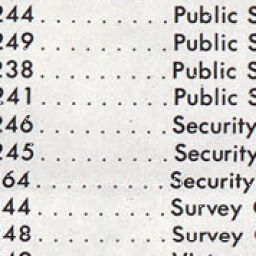 244 . . . . . . . . . . Public S
249 . . . . . . . . . . Public S
238 . . . . . . . . . . Public S
241 . . . . . . . . . . Public S
246 . . . . . . . . . . Security
245 . . . . . . . . . . Security
64 . . . . . . . . . . Security
44 . . . . . . . . . . Survey
48 . . . . . . . . . . Survey